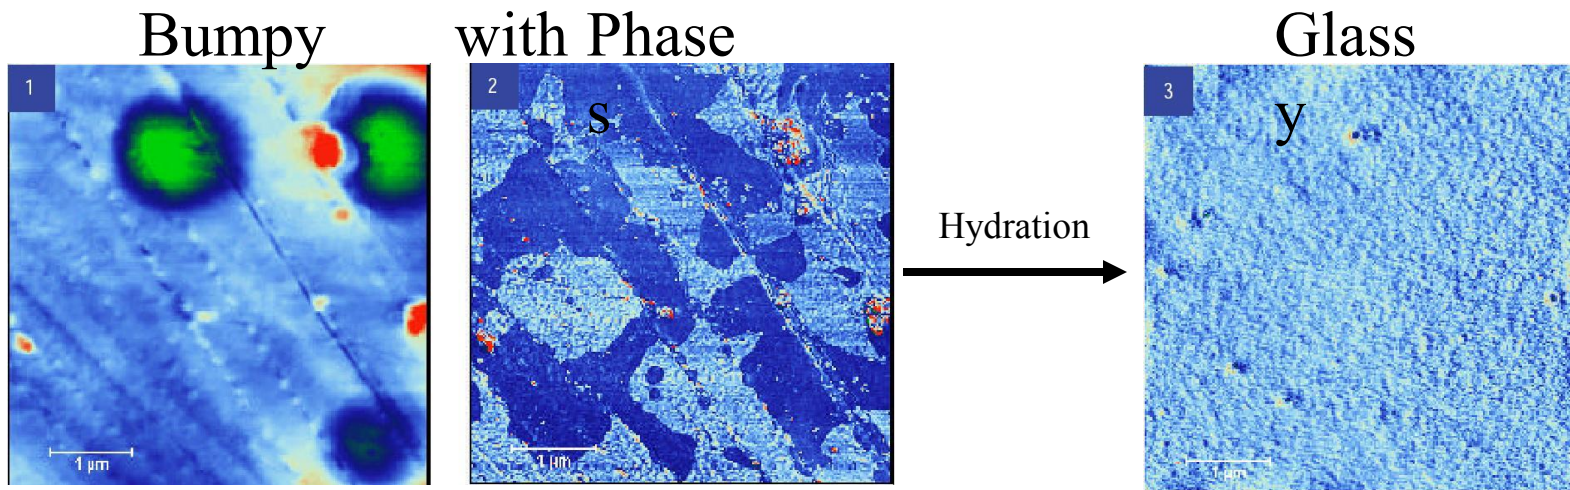 Bumpy
with Phase
s
Glass
y
1
2
3
Hydration
1 µm
1 µm
1 µm